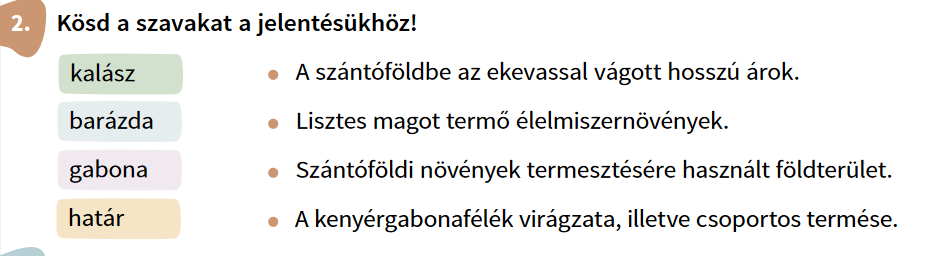 2. Kösd a szavakat a jelentésükhöz!
kalász • A szántóföldbe az ekevassal vágott hosszú árok.
barázda • Lisztes magot termő élelmiszernövények.
gabona • Szántóföldi növények termesztésére használt földterület.
határ • A kenyérgabonafélék virágzata, illetve csoportos termése.